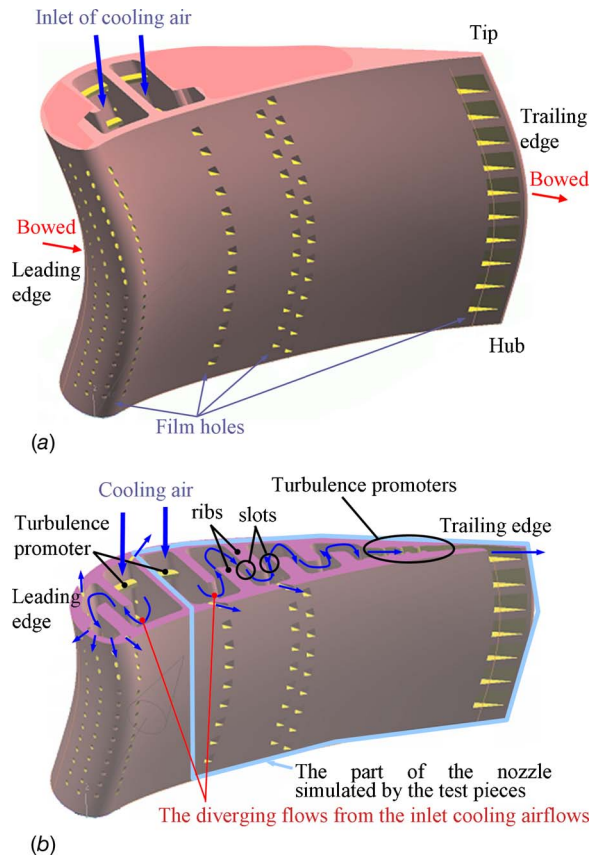 Inlet of cooling air
Tip
Trailing
edge
Bowed
Bowed
Leading
edge
Hub
Film holes
(a)
Cooling air
Turbulence promoters
Turbulence
promoter
ribs
slots
Trailing edge
Leading
edge
The part of the nozzle
simulated by the test pieces
The diverging flows from the inlet cooling airflows
(b)